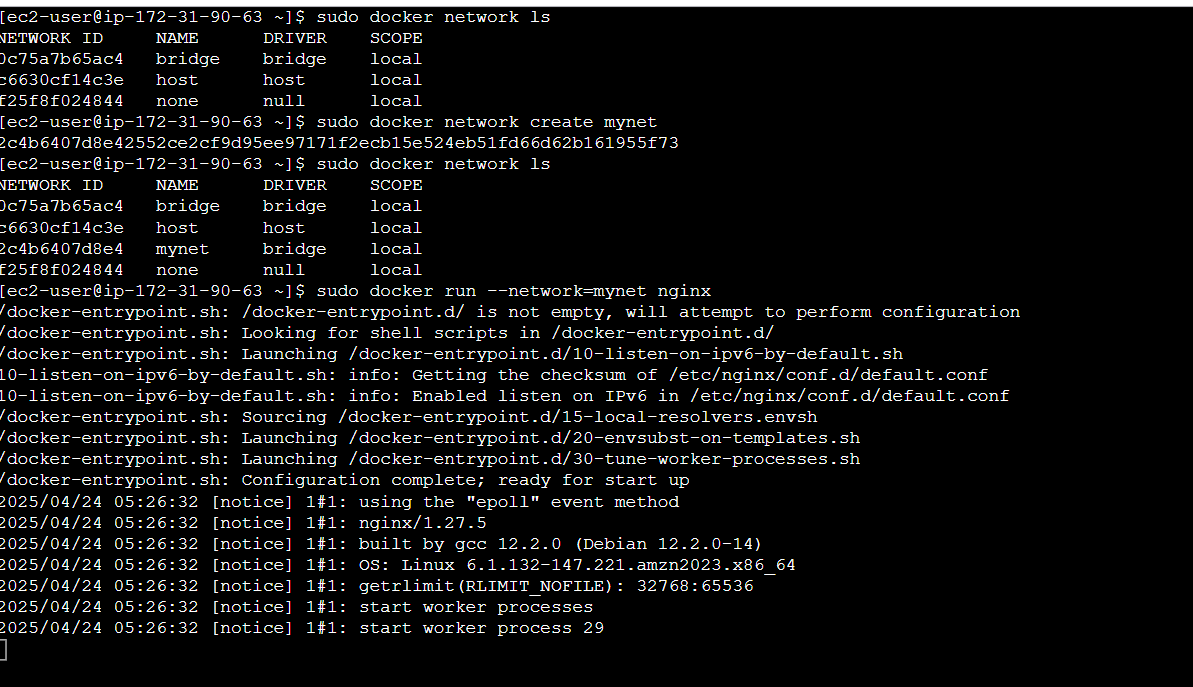 [ec2-user@ip-172-31-90-63 ~]$ sudo docker network ls
NETWORK ID     NAME      DRIVER    SCOPE
0c75a7b65ac4   bridge    bridge    local
c6630cf14c3e   host      host      local
f25f8f024844   none      null      local
[ec2-user@ip-172-31-90-63 ~]$ sudo docker network create mynet
2c4b6407d8e42552ce2cf9d95ee97171f2ecb15e524eb51fd66d62b161955f73
[ec2-user@ip-172-31-90-63 ~]$ sudo docker network ls
NETWORK ID     NAME      DRIVER    SCOPE
0c75a7b65ac4   bridge    bridge    local
c6630cf14c3e   host      host      local
2c4b6407d8e4   mynet     bridge    local
f25f8f024844   none      null      local
[ec2-user@ip-172-31-90-63 ~]$ sudo docker run --network=mynet nginx
/docker-entrypoint.sh: /docker-entrypoint.d/ is not empty, will attempt to perform configuration
/docker-entrypoint.sh: Looking for shell scripts in /docker-entrypoint.d/
/docker-entrypoint.sh: Launching /docker-entrypoint.d/10-listen-on-ipv6-by-default.sh
10-listen-on-ipv6-by-default.sh: info: Getting the checksum of /etc/nginx/conf.d/default.conf
10-listen-on-ipv6-by-default.sh: info: Enabled listen on IPv6 in /etc/nginx/conf.d/default.conf
/docker-entrypoint.sh: Sourcing /docker-entrypoint.d/15-local-resolvers.envsh
/docker-entrypoint.sh: Launching /docker-entrypoint.d/20-envsubst-on-templates.sh
/docker-entrypoint.sh: Launching /docker-entrypoint.d/30-tune-worker-processes.sh
/docker-entrypoint.sh: Configuration complete; ready for start up
2025/04/24 05:26:32 [notice] 1#1: using the "epoll" event method
2025/04/24 05:26:32 [notice] 1#1: nginx/1.27.5
2025/04/24 05:26:32 [notice] 1#1: built by gcc 12.2.0 (Debian 12.2.0-14)
2025/04/24 05:26:32 [notice] 1#1: OS: Linux 6.1.132-147.221.amzn2023.x86_64
2025/04/24 05:26:32 [notice] 1#1: getrlimit(RLIMIT_NOFILE): 32768:65536
2025/04/24 05:26:32 [notice] 1#1: start worker processes
2025/04/24 05:26:32 [notice] 1#1: start worker process 29